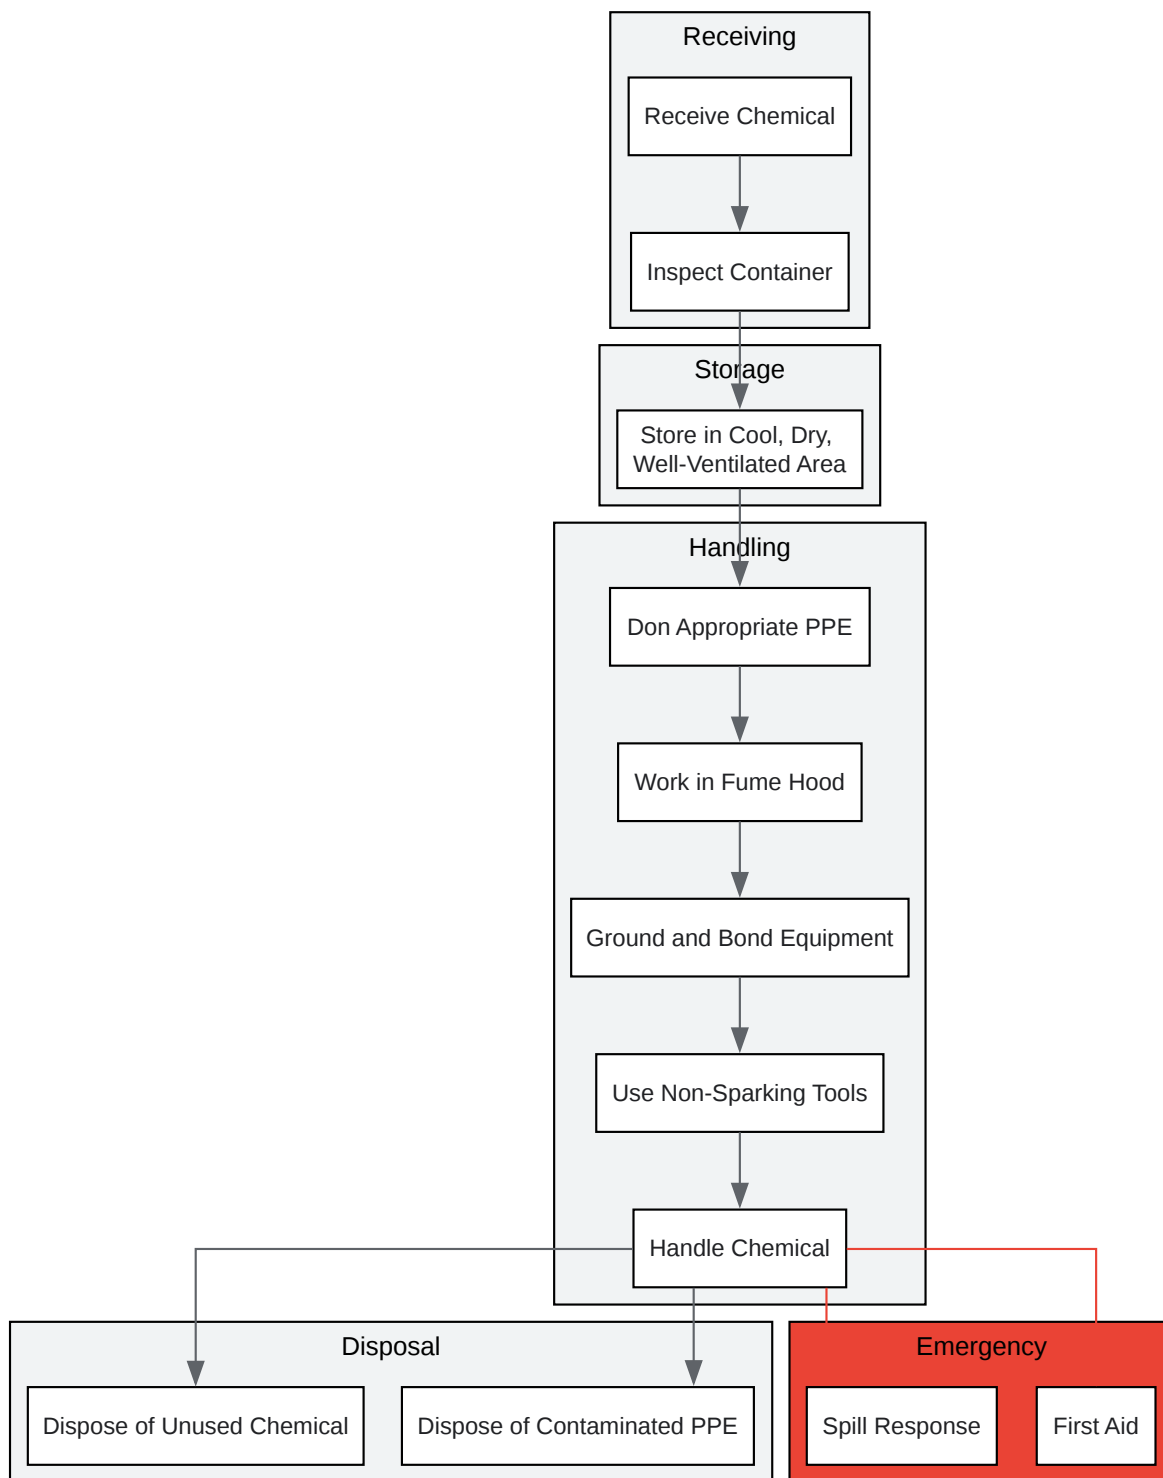 Receiving
Receive Chemical
Inspect Container
Storage
Store in Cool, Dry,
Well-Ventilated Area
Handling
Don Appropriate PPE
Work in Fume Hood
Ground and Bond Equipment
Use Non-Sparking Tools
Handle Chemical
Disposal
Dispose of Unused Chemical
Dispose of Contaminated PPE
Emergency
Spill Response
First Aid